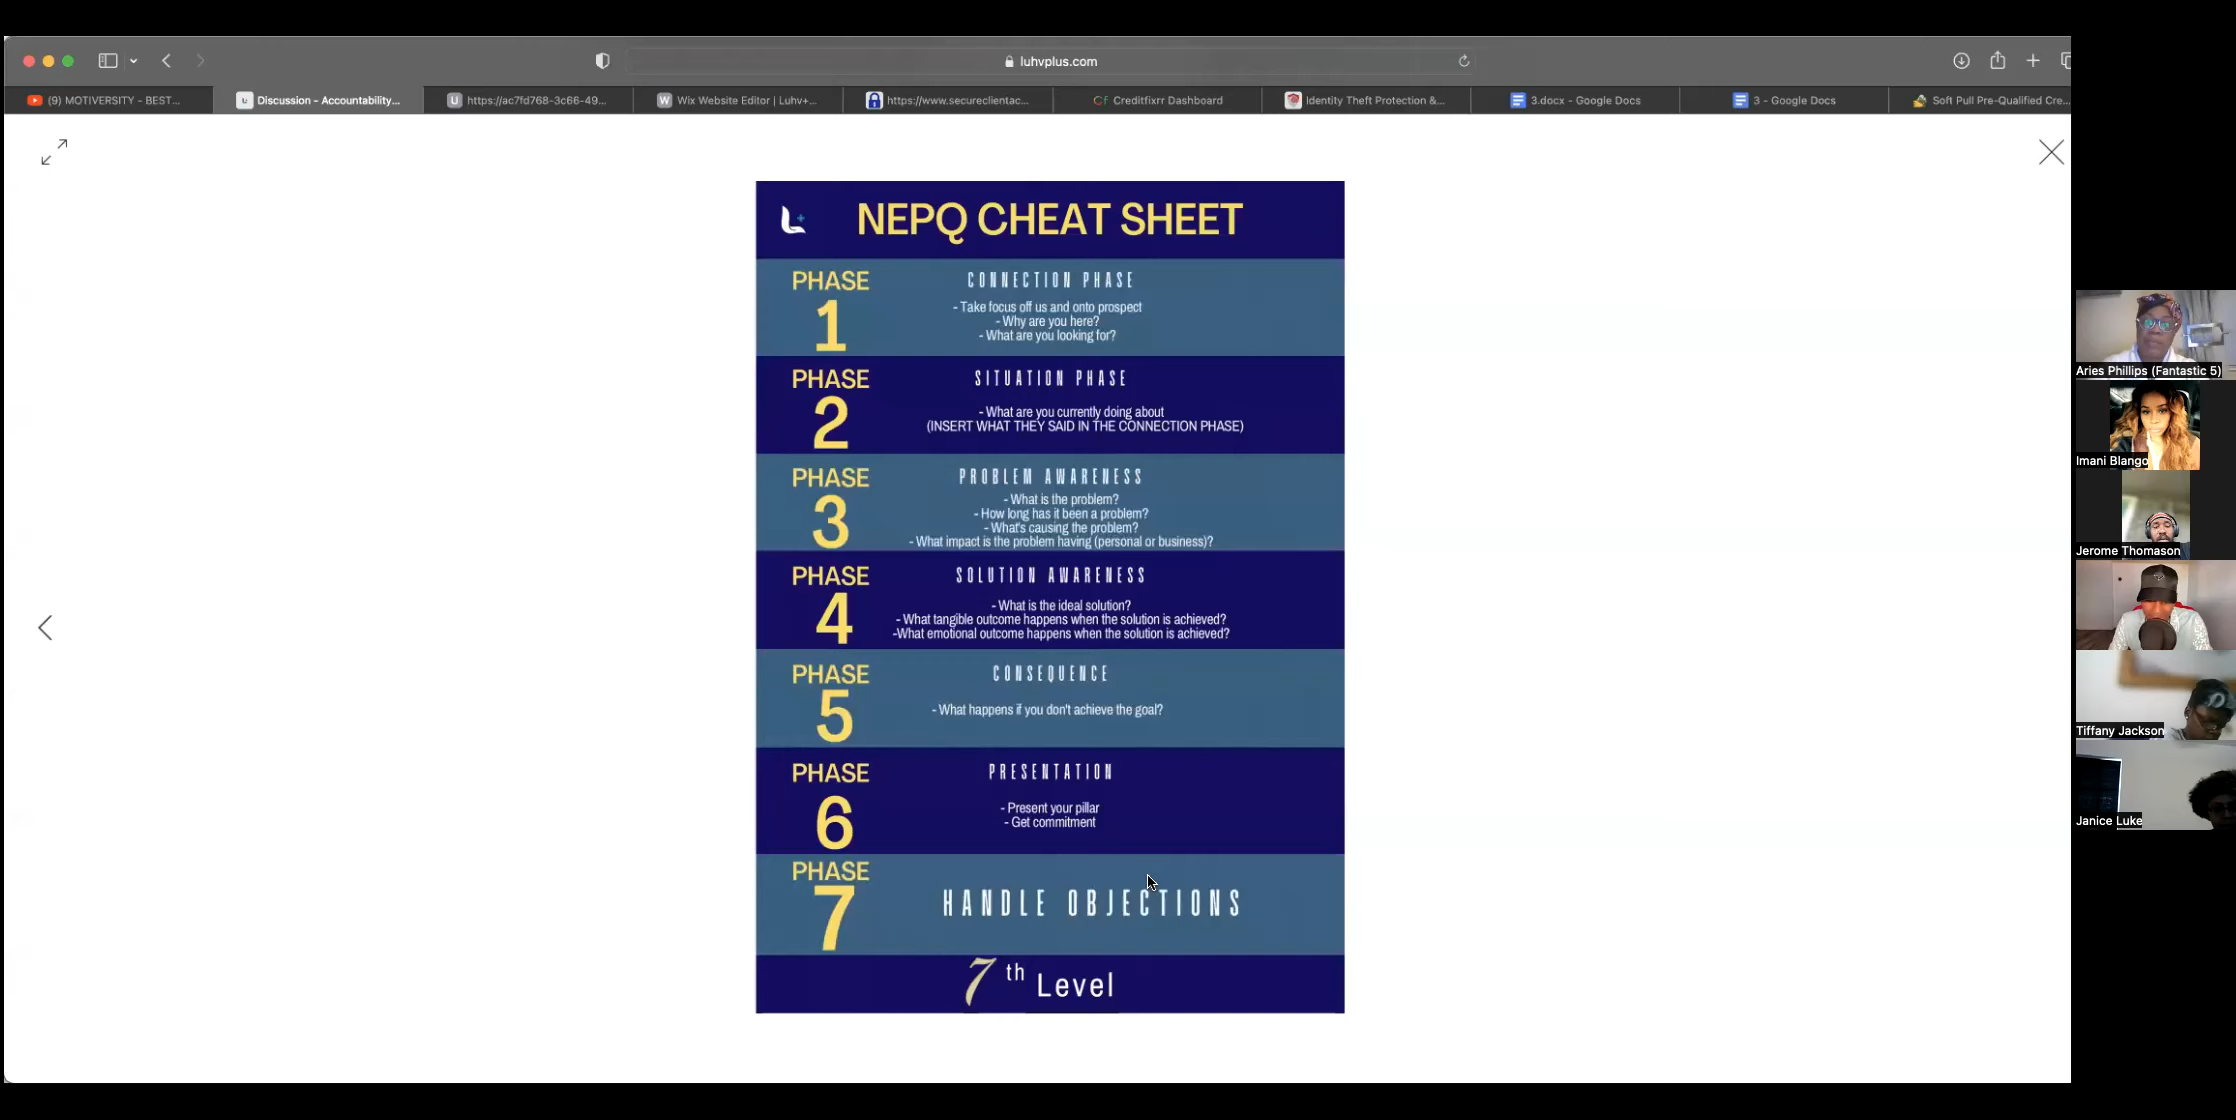 luhvplus.com
(9) MOTIVERSITY - BEST...
Discussion - Accountability...
https://ac7fd768-3c66-49...
Wix Website Editor | Luhv+...
https://www.secureclientac...
Creditfixrr Dashboard
Identity Theft Protection &...
3.docx - Google Docs
3 - Google Docs
Soft Pull Pre-Qualified Cre...
NEPQ CHEAT SHEET
PHASE
1
CONNECTION PHASE
- Take focus off us and onto prospect
- Why are you here?
- What are you looking for?
PHASE
2
SITUATION PHASE
- What are you currently doing about
(INSERT WHAT THEY SAID IN THE CONNECTION PHASE)
PHASE
3
PROBLEM AWARENESS
- What is the problem?
- How long has it been a problem?
- What's causing the problem?
- What impact is the problem having (personal or business)?
PHASE
4
SOLUTION AWARENESS
- What is the ideal solution?
- What tangible outcome happens when the solution is achieved?
-What emotional outcome happens when the solution is achieved?
PHASE
5
CONSEQUENCE
- What happens if you don't achieve the goal?
PHASE
6
PRESENTATION
- Present your pillar
- Get commitment
PHASE
7
HANDLE OBJECTIONS
7th Level
Aries Phillips (Fantastic 5)
Imani Blango
Jerome Thomason
Tiffany Jackson
Janice Luke